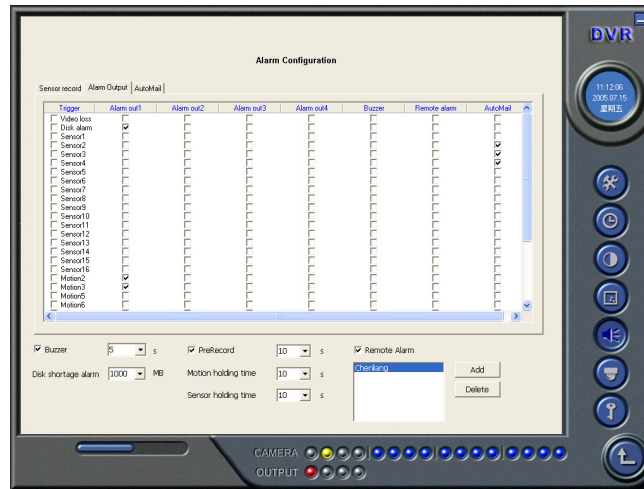 DVR
Alarm Configuration
Sensor record Alarm Output AutoMail
Trigger Alarm out1 Alarm out2 Alarm out3 Alarm out4 Buzzer Remote alarm AutoMail
Video loss
Disk alarm
Sensor1
Sensor2
Sensor3
Sensor4
Sensor5
Sensor6
Sensor7
Sensor8
Sensor9
Sensor10
Sensor11
Sensor12
Sensor13
Sensor14
Sensor15
Sensor16
Motion2
Motion3
Motion5
Motion6
11:12:06
2005.07.15
星期五
Buzzer 5 s PreRecord 10 s Remote Alarm
Disk shortage alarm 1000 MB Motion holding time 10 s Chenliang Add
Sensor holding time 10 s Delete
CAMERA
OUTPUT